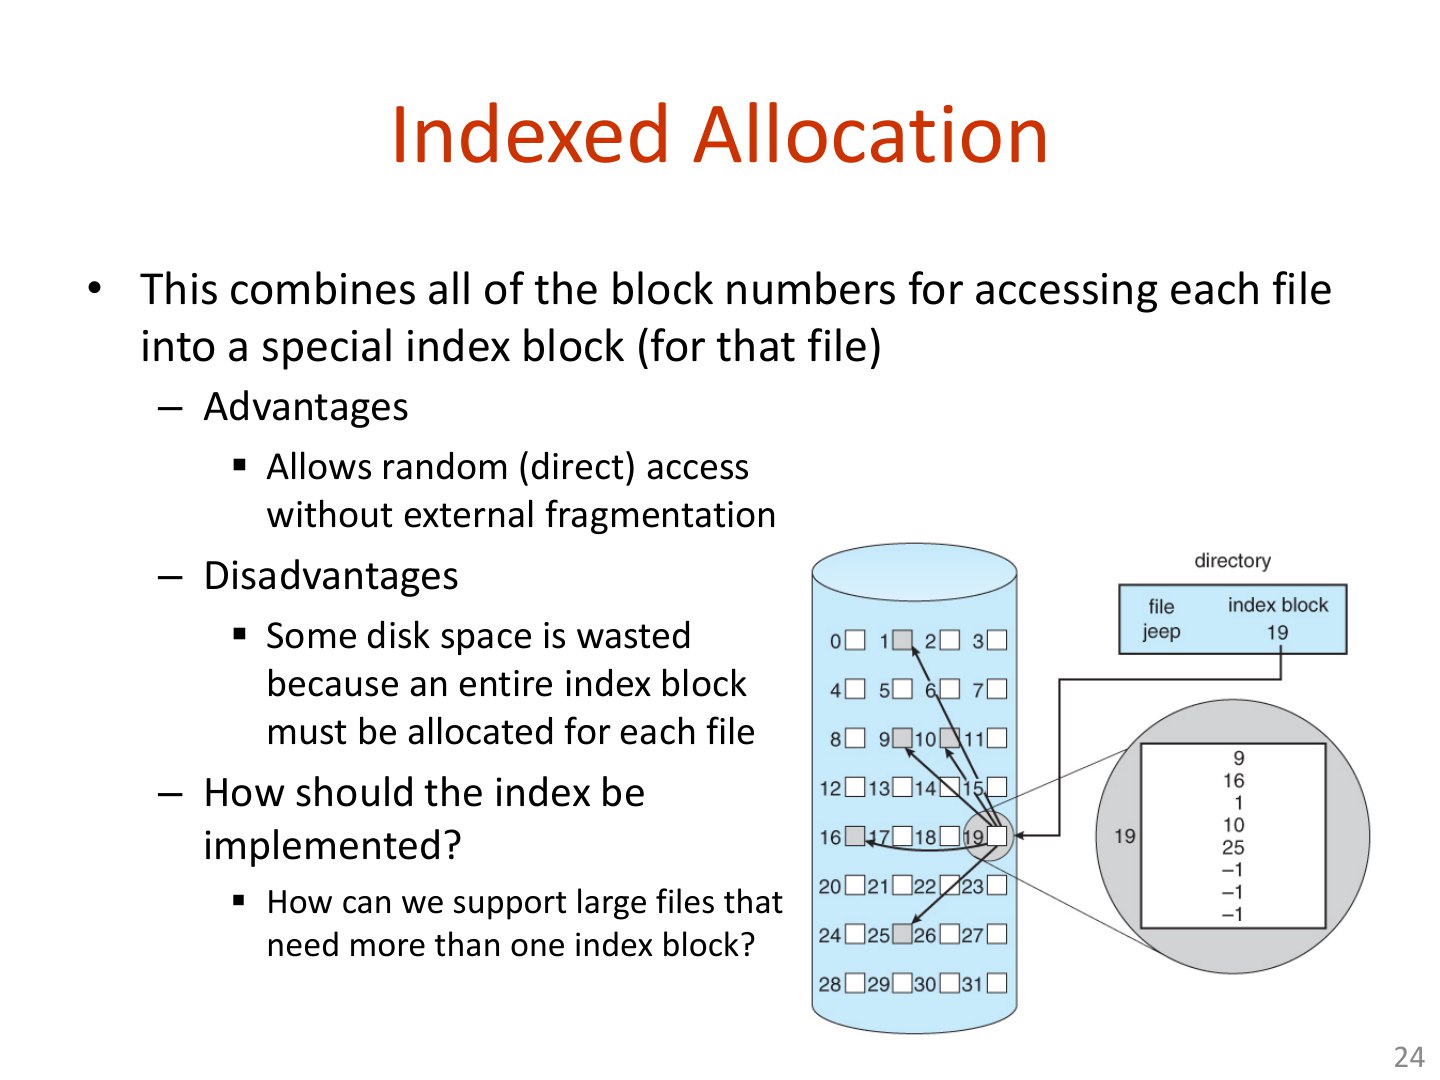 Indexed Allocation
• This combines all of the block numbers for accessing each file
into a special index block (for that file)
– Advantages
▪ Allows random (direct) access
without external fragmentation
– Disadvantages
▪ Some disk space is wasted
because an entire index block
must be allocated for each file
– How should the index be
implemented?
▪ How can we support large files that
need more than one index block?
0 1 2 3
4 5 6 7
8 9 10 11
12 13 14 15
16 17 18 19
20 21 22 23
24 25 26 27
28 29 30 31
directory
file index block
jeep 19
19
9
16
1
10
25
–1
–1
–1
24